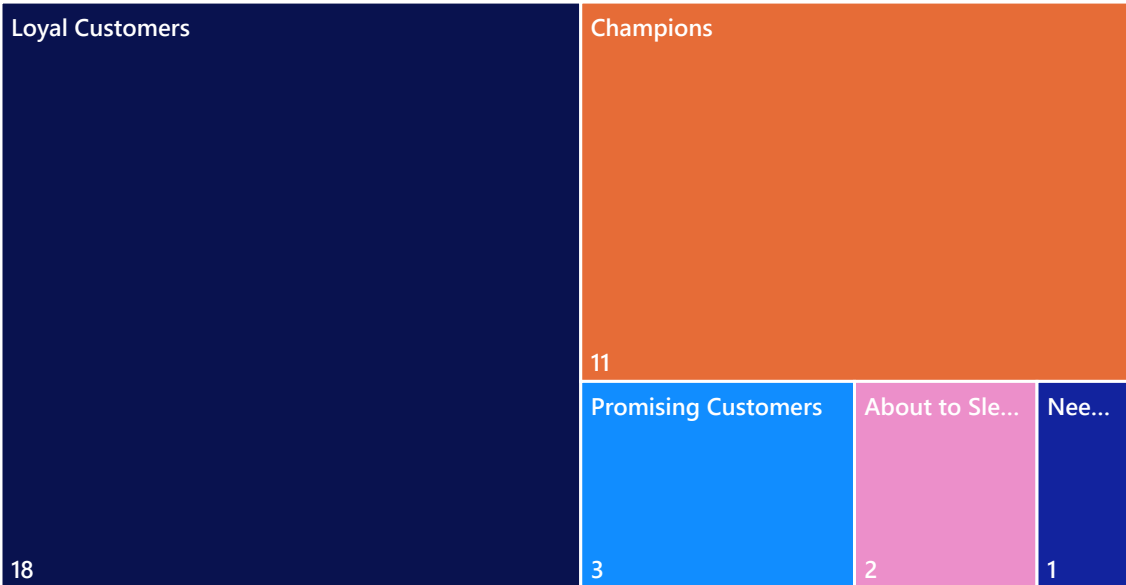 Loyal Customers
18
Champions
11
Promising Customers
3
About to Sle...
2
Nee...
1